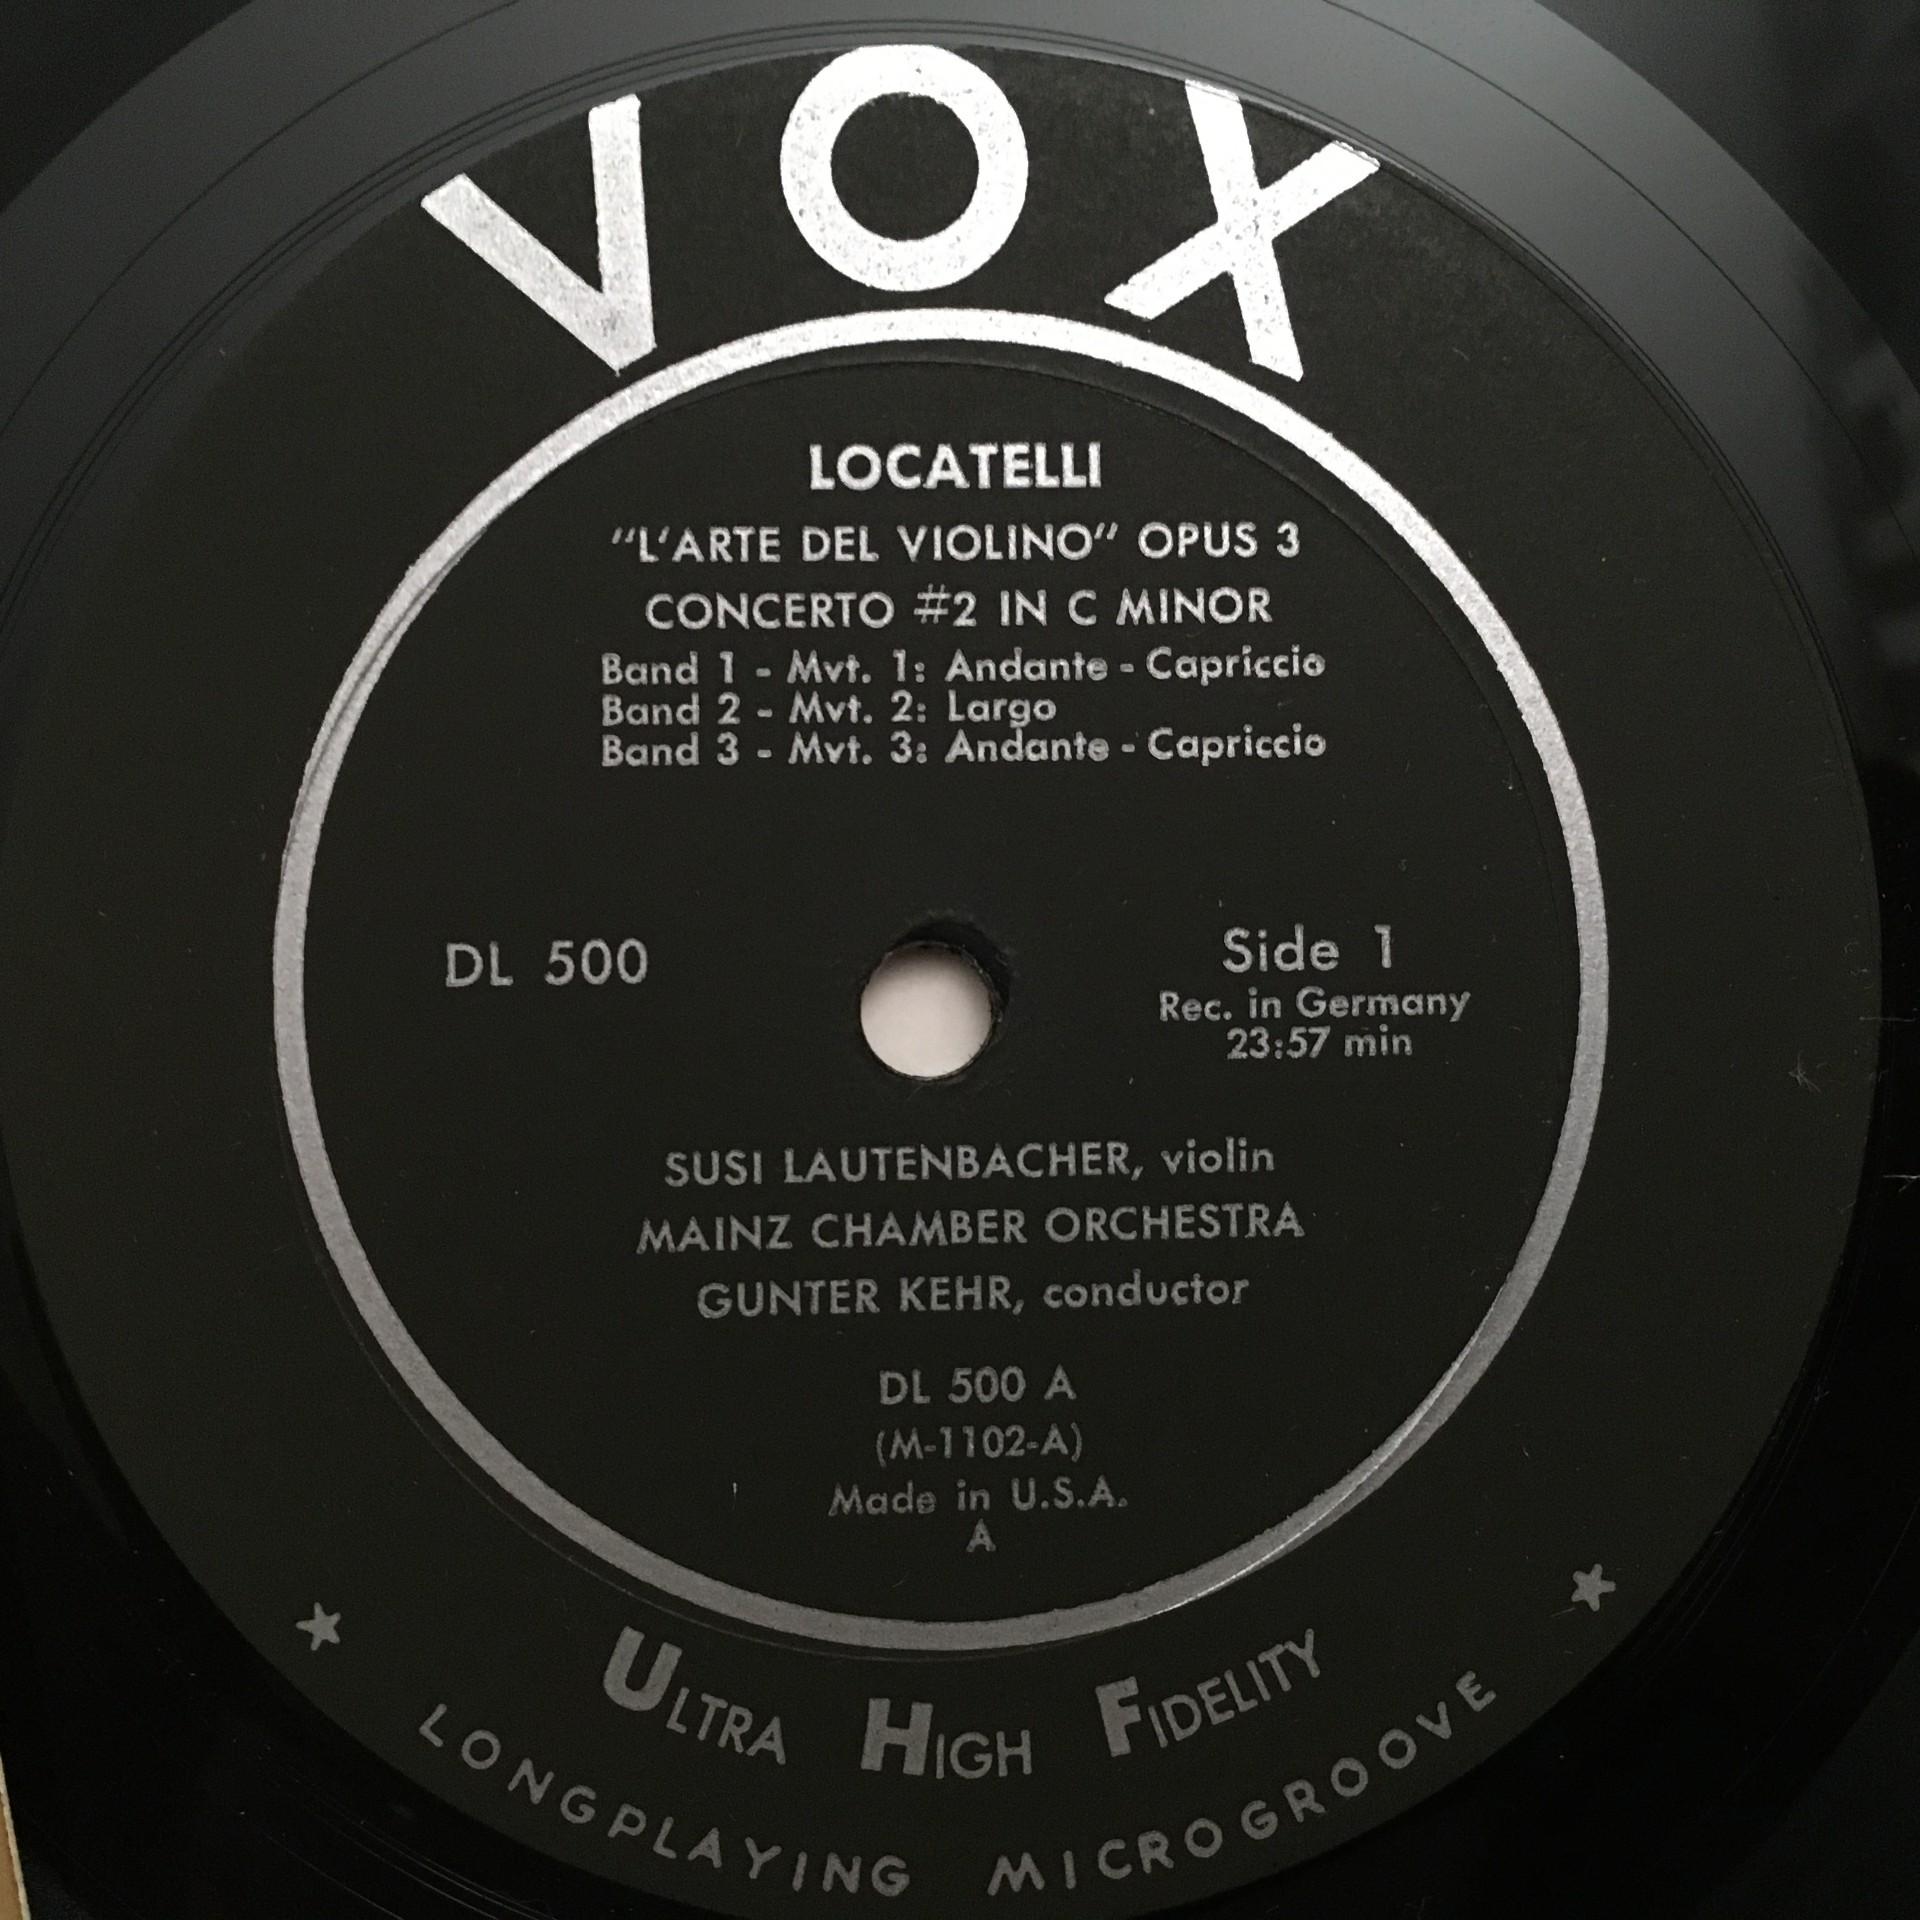 VOX
LOCATELLI
"L'ARTE DEL VIOLINO" OPUS 3
CONCERTO #2 IN C MINOR
Band 1 - Mvt. 1: Andante - Capriccio
Band 2 - Mvt. 2: Largo
Band 3 - Mvt. 3: Andante - Capriccio
DL 500
Side 1
Rec. in Germany
23:57 min
SUSI LAUTENBACHER, violin
MAINZ CHAMBER ORCHESTRA
GUNTER KEHR, conductor
DL 500 A
(M-1102-A)
Made in U.S.A.
A
ULTRA HIGH FIDELITY
LONGPLAYING MICROGROOVE